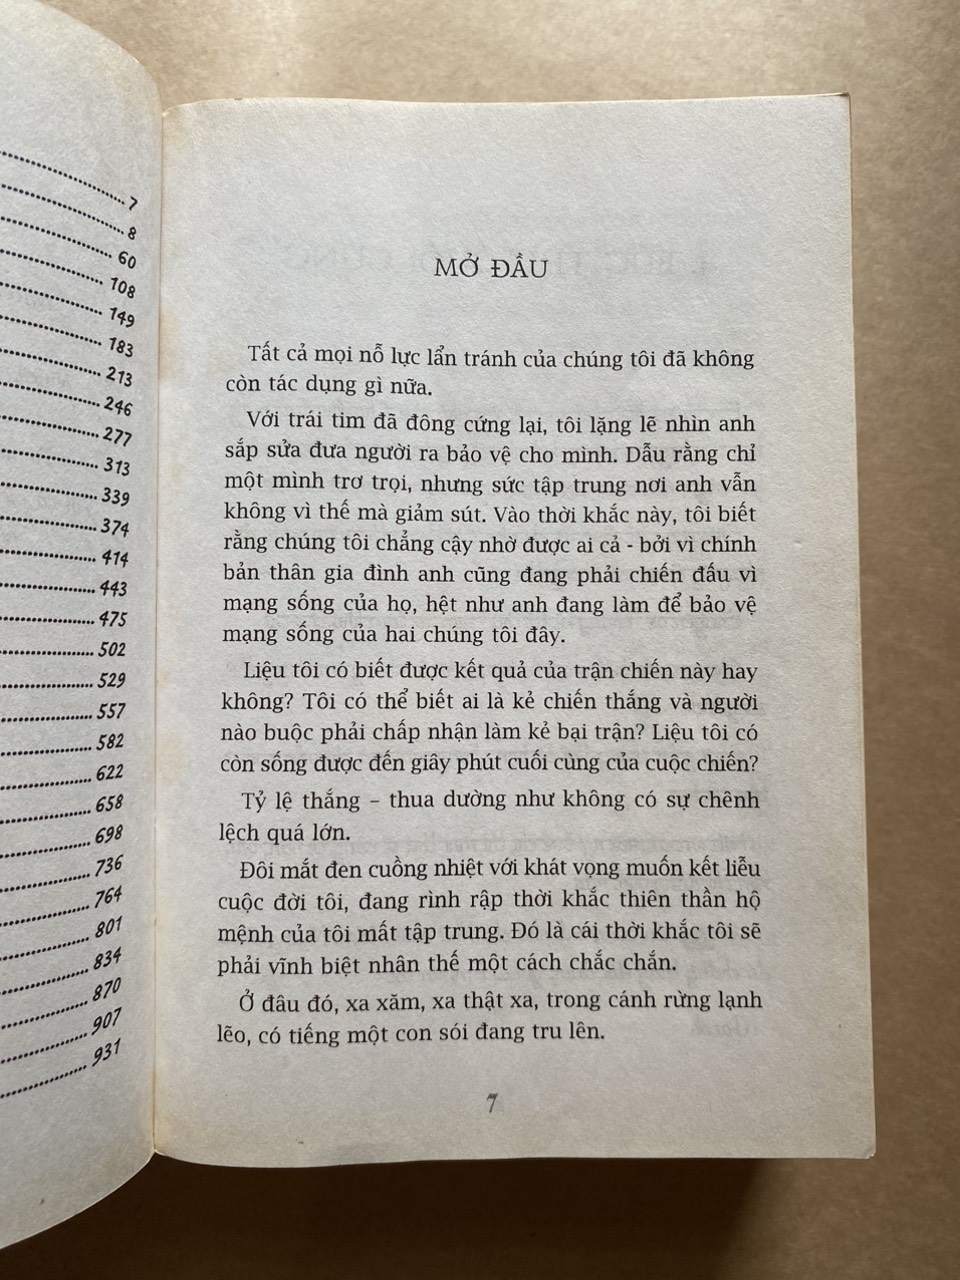 7
8
60
108
149
183
213
246
277
313
339
374
414
443
475
502
529
557
582
622
658
698
736
764
801
834
870
907
931
MỞ ĐẦU
Tất cả mọi nỗ lực lẩn tránh của chúng tôi đã không
còn tác dụng gì nữa.
Với trái tim đã đông cứng lại, tôi lặng lẽ nhìn anh
sắp sửa đưa người ra bảo vệ cho mình. Dẫu rằng chỉ
một mình trơ trọi, nhưng sức tập trung nơi anh vẫn
không vì thế mà giảm sút. Vào thời khắc này, tôi biết
rằng chúng tôi chẳng cậy nhờ được ai cả - bởi vì chính
bản thân gia đình anh cũng đang phải chiến đấu vì
mạng sống của họ, hệt như anh đang làm để bảo vệ
mạng sống của hai chúng tôi đây.
Liệu tôi có biết được kết quả của trận chiến này hay
không? Tôi có thể biết ai là kẻ chiến thắng và người
nào buộc phải chấp nhận làm kẻ bại trận? Liệu tôi có
còn sống được đến giây phút cuối cùng của cuộc chiến?
Tỷ lệ thắng – thua dường như không có sự chênh
lệch quá lớn.
Đôi mắt đen cuồng nhiệt với khát vọng muốn kết liễu
cuộc đời tôi, đang rình rập thời khắc thiên thần hộ
mệnh của tôi mất tập trung. Đó là cái thời khắc tôi sẽ
phải vĩnh biệt nhân thế một cách chắc chắn.
Ở đâu đó, xa xăm, xa thật xa, trong cánh rừng lạnh
lẽo, có tiếng một con sói đang tru lên.
7